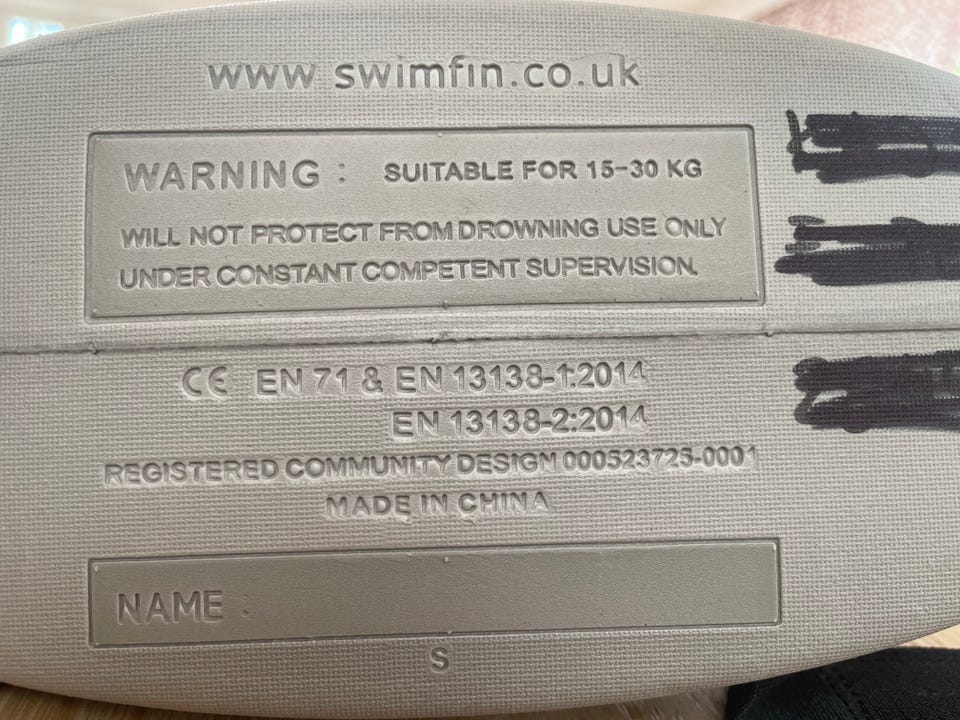 www swimfin.co.uk
WARNING : SUITABLE FOR 15-30 KG
WILL NOT PROTECT FROM DROWNING USE ONLY
UNDER CONSTANT COMPETENT SUPERVISION.
CE EN 71 & EN 13138-1:2014
EN 13138-2:2014
REGISTERED COMMUNITY DESIGN 000523725-0001
MADE IN CHINA
NAME :
S